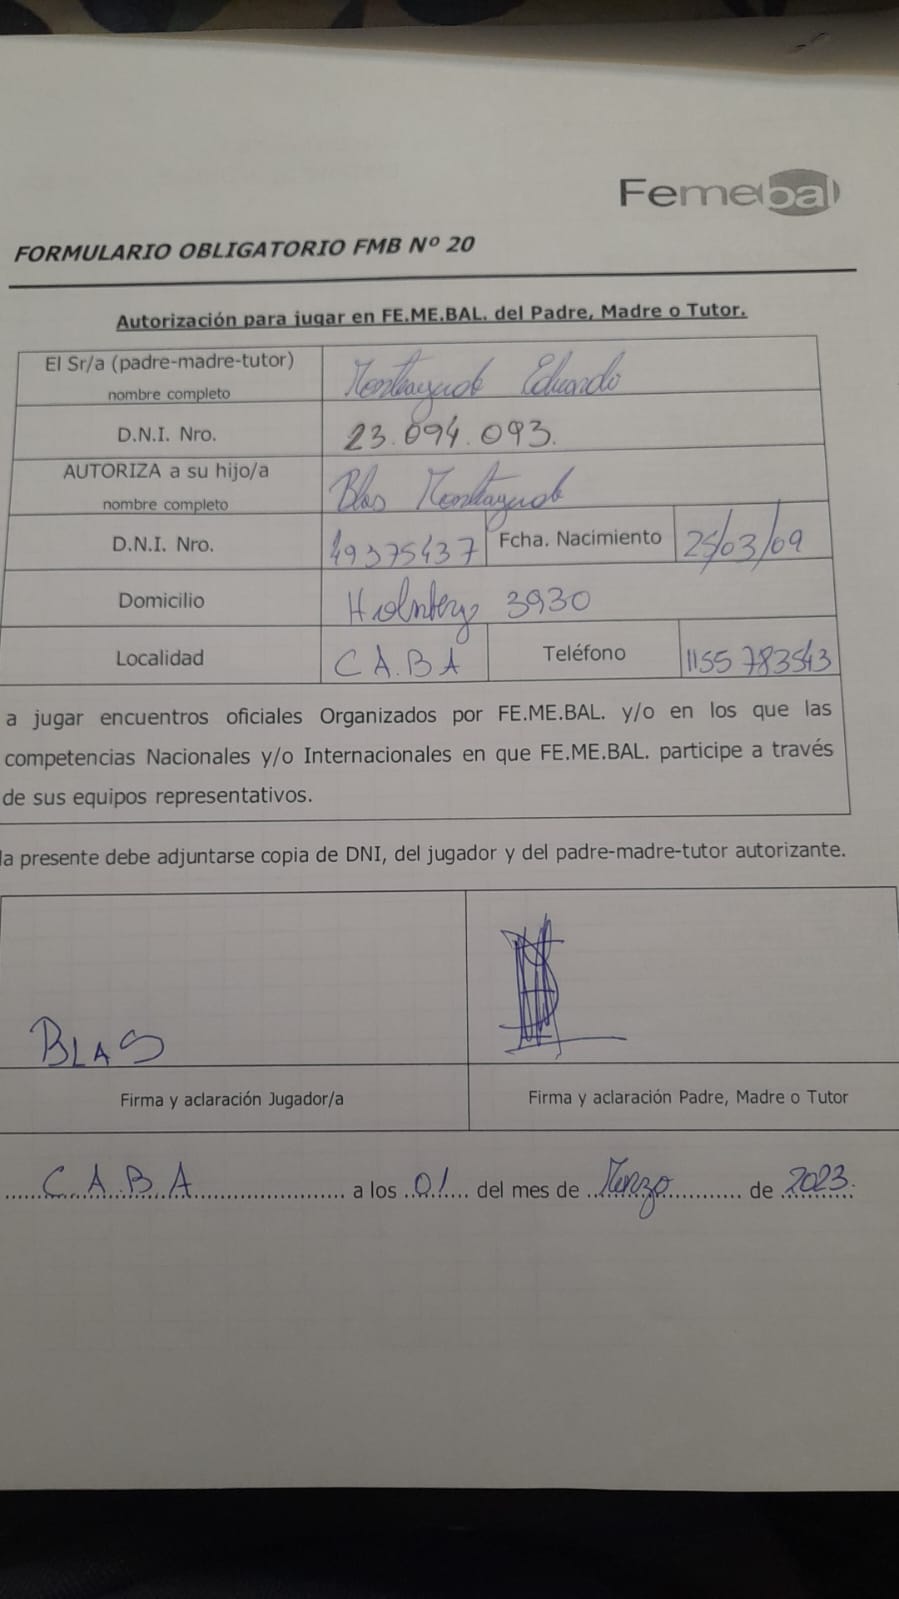 Femebal
FORMULARIO OBLIGATORIO FMB Nº 20
Autorización para jugar en FE.ME.BAL. del Padre, Madre o Tutor.
El Sr/a (padre-madre-tutor)
nombre completo
Eduardo
D.N.I. Nro.
23.094.093.
AUTORIZA a su hijo/a
nombre completo
Blas
D.N.I. Nro.
49375437
Fcha. Nacimiento
25/03/09
Domicilio
Holmberg 3930
Localidad
C.A.B.A
Teléfono
1155 783543
a jugar encuentros oficiales Organizados por FE.ME.BAL. y/o en los que las
competencias Nacionales y/o Internacionales en que FE.ME.BAL. participe a través
de sus equipos representativos.
la presente debe adjuntarse copia de DNI, del jugador y del padre-madre-tutor autorizante.
BLAS
Firma y aclaración Jugador/a
Firma y aclaración Padre, Madre o Tutor
C.A.B.A a los 01 del mes de Marzo de 2023.